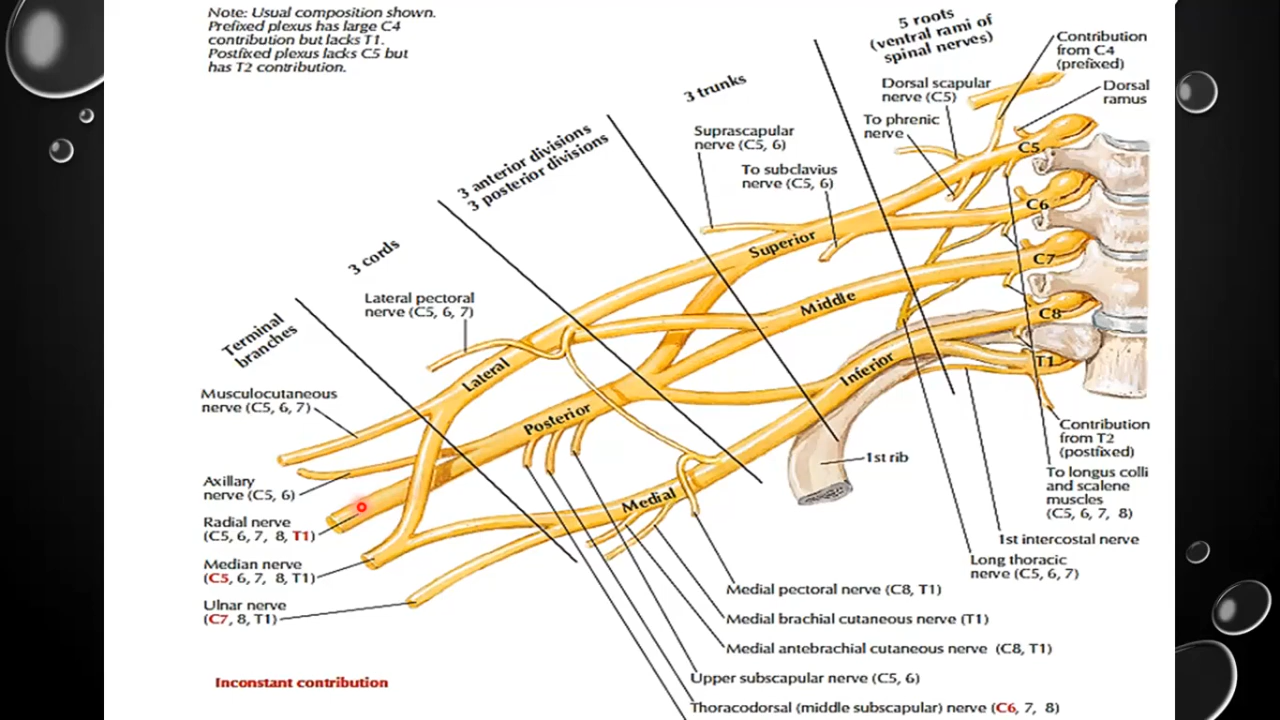 Note: Usual composition shown.
Prefixed plexus has large C4
contribution but lacks T1.
Postfixed plexus lacks C5 but
has T2 contribution.
5 roots
(ventral rami of
spinal nerves)
Contribution
from C4
(prefixed)
Dorsal
ramus
Dorsal scapular
nerve (C5)
To phrenic
nerve
3 trunks
Suprascapular
nerve (C5, 6)
To subclavius
nerve (C5, 6)
3 anterior divisions
3 posterior divisions
3 cords
Lateral pectoral
nerve (C5, 6, 7)
Terminal
branches
C5
C6
C7
C8
T1
Superior
Middle
Inferior
Lateral
Posterior
Medial
Musculocutaneous
nerve (C5, 6, 7)
Axillary
nerve (C5, 6)
Radial nerve
(C5, 6, 7, 8, T1)
Median nerve
(C5, 6, 7, 8, T1)
Ulnar nerve
(C7, 8, T1)
1st rib
Contribution
from T2
(postfixed)
To longus colli
and scalene
muscles
(C5, 6, 7, 8)
1st intercostal nerve
Long thoracic
nerve (C5, 6, 7)
Medial pectoral nerve (C8, T1)
Medial brachial cutaneous nerve (T1)
Medial antebrachial cutaneous nerve (C8, T1)
Upper subscapular nerve (C5, 6)
Thoracodorsal (middle subscapular) nerve (C6, 7, 8)
Inconstant contribution